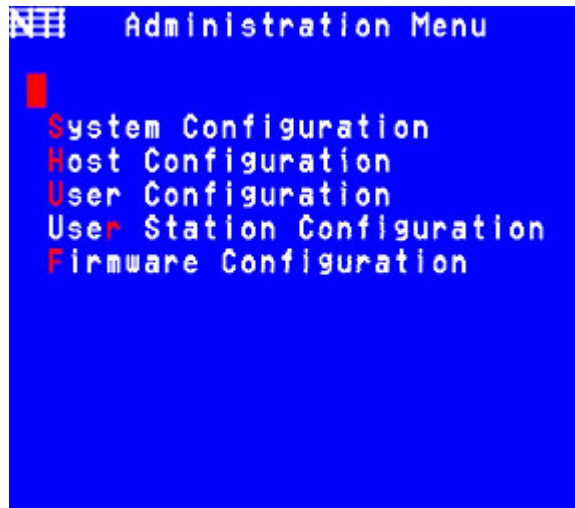 NTI Administration Menu
System Configuration
Host Configuration
User Configuration
User Station Configuration
Firmware Configuration